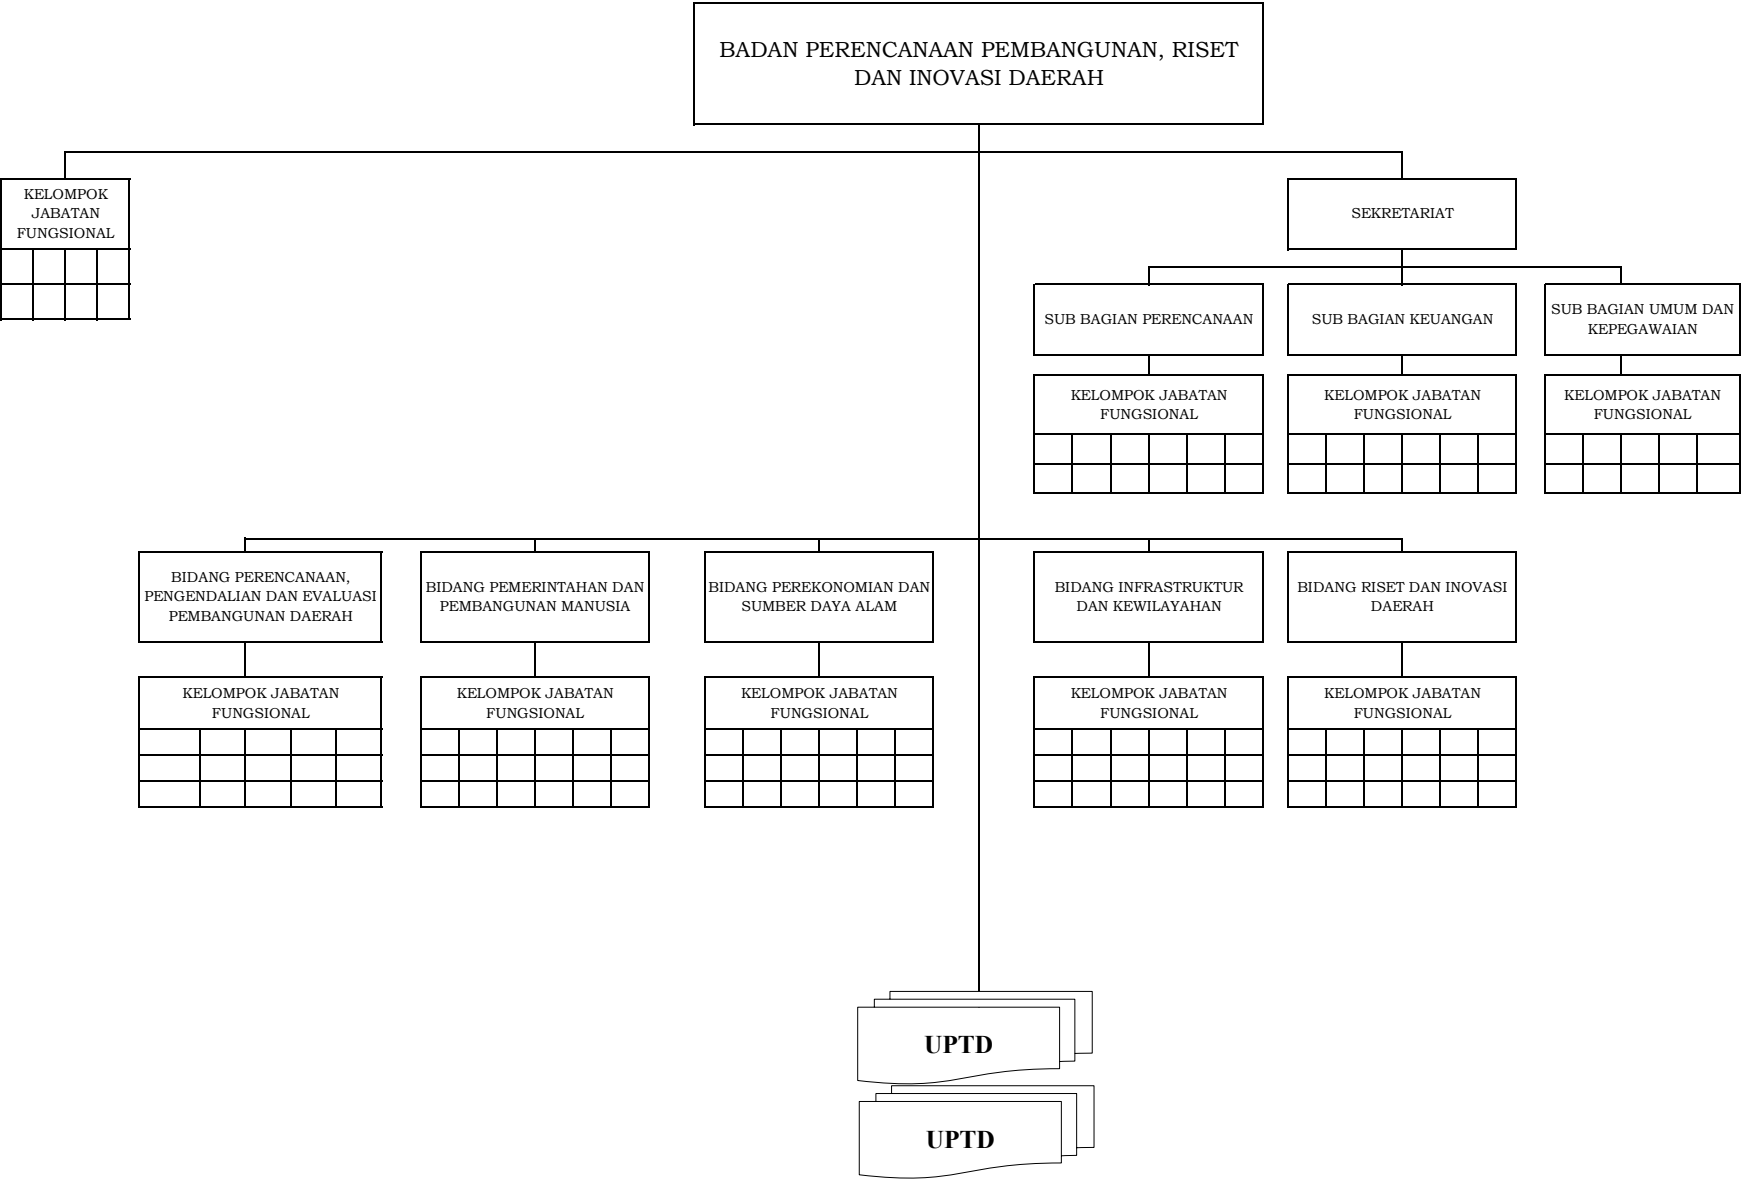 BADAN PERENCANAAN PEMBANGUNAN, RISET
DAN INOVASI DAERAH
KELOMPOK
JABATAN
FUNGSIONAL
SEKRETARIAT
SUB BAGIAN PERENCANAAN
SUB BAGIAN KEUANGAN
SUB BAGIAN UMUM DAN
KEPEGAWAIAN
KELOMPOK JABATAN
FUNGSIONAL
KELOMPOK JABATAN
FUNGSIONAL
KELOMPOK JABATAN
FUNGSIONAL
BIDANG PERENCANAAN,
PENGENDALIAN DAN EVALUASI
PEMBANGUNAN DAERAH
BIDANG PEMERINTAHAN DAN
PEMBANGUNAN MANUSIA
BIDANG PEREKONOMIAN DAN
SUMBER DAYA ALAM
BIDANG INFRASTRUKTUR
DAN KEWILAYAHAN
BIDANG RISET DAN INOVASI
DAERAH
KELOMPOK JABATAN
FUNGSIONAL
KELOMPOK JABATAN
FUNGSIONAL
KELOMPOK JABATAN
FUNGSIONAL
KELOMPOK JABATAN
FUNGSIONAL
KELOMPOK JABATAN
FUNGSIONAL
UPTD
UPTD